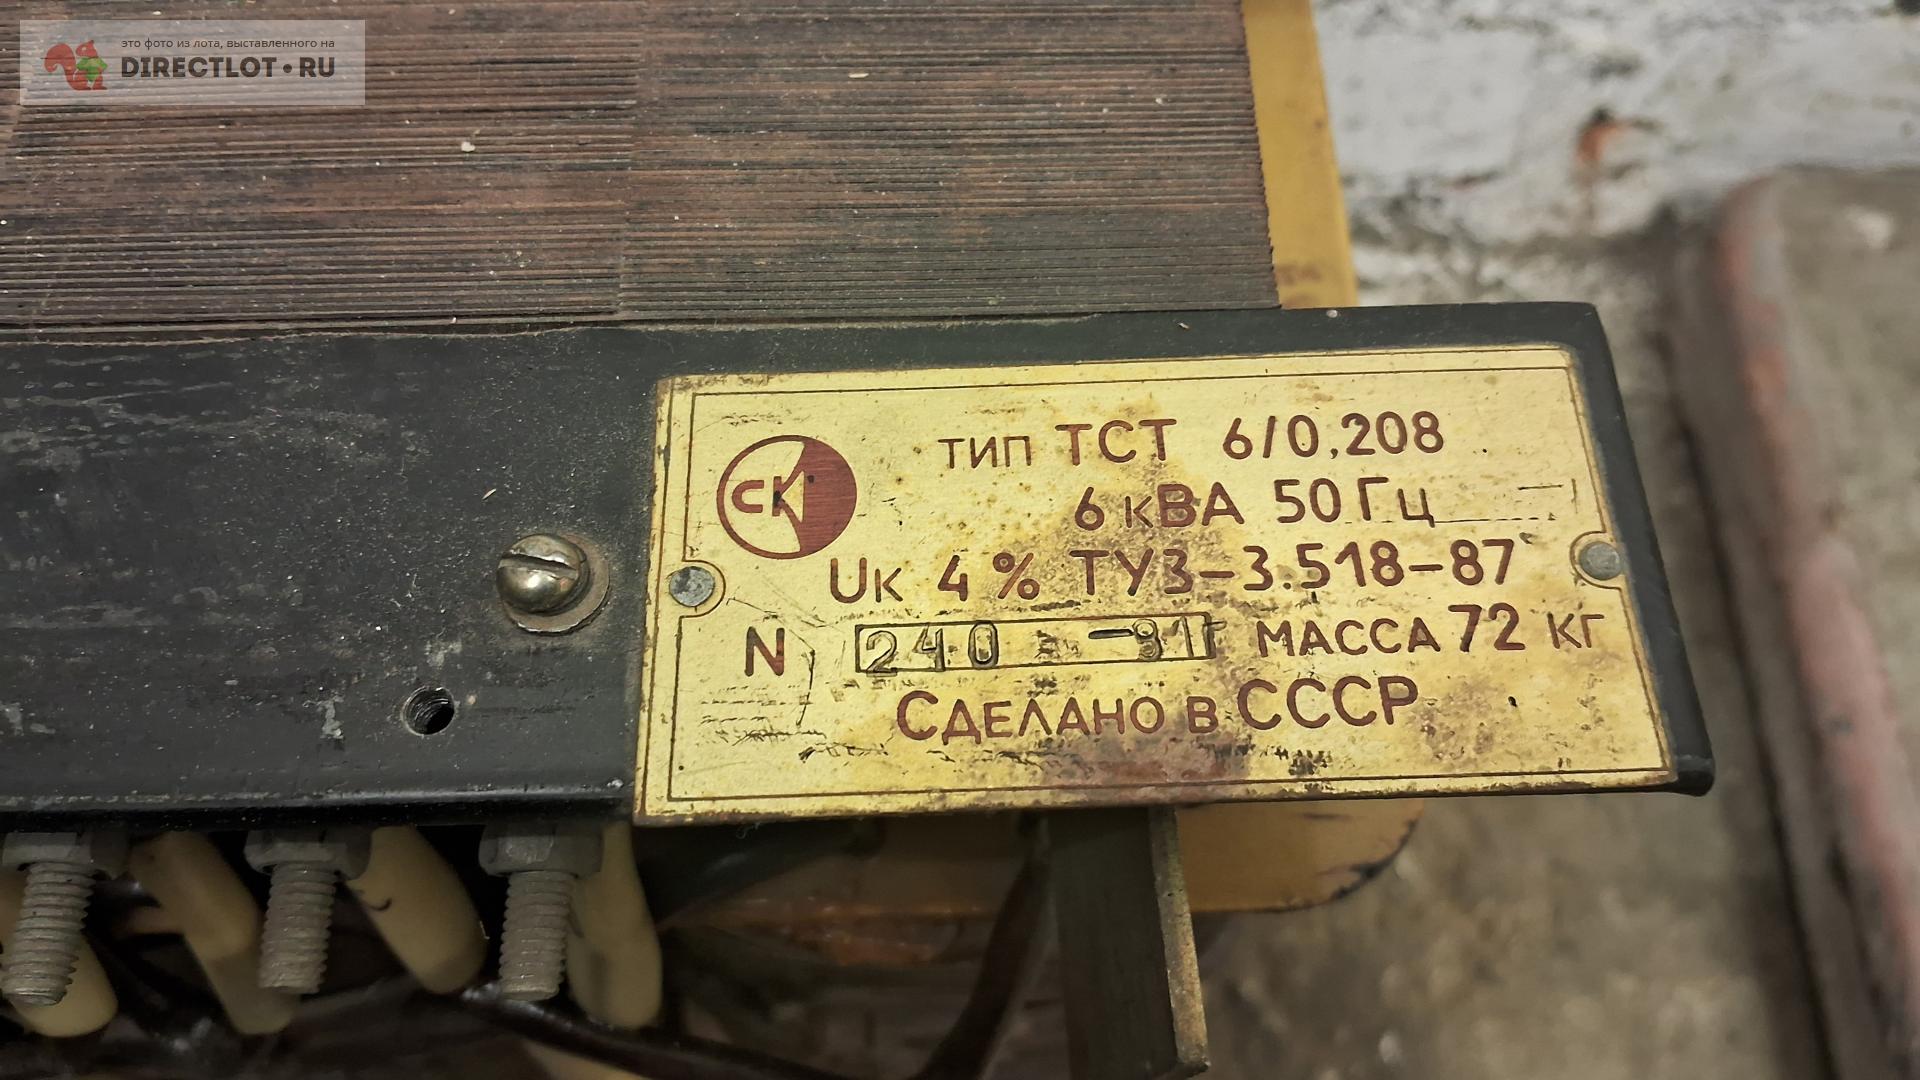 это фото из лота, выставленного на
DIRECTLOT•RU
ТИП ТСТ 6/0,208
СК
6 кВА 50 Гц
Uк 4 % ТУ3-3.518-87
N 240 -91г МАССА 72 кг
СДЕЛАНО В СССР